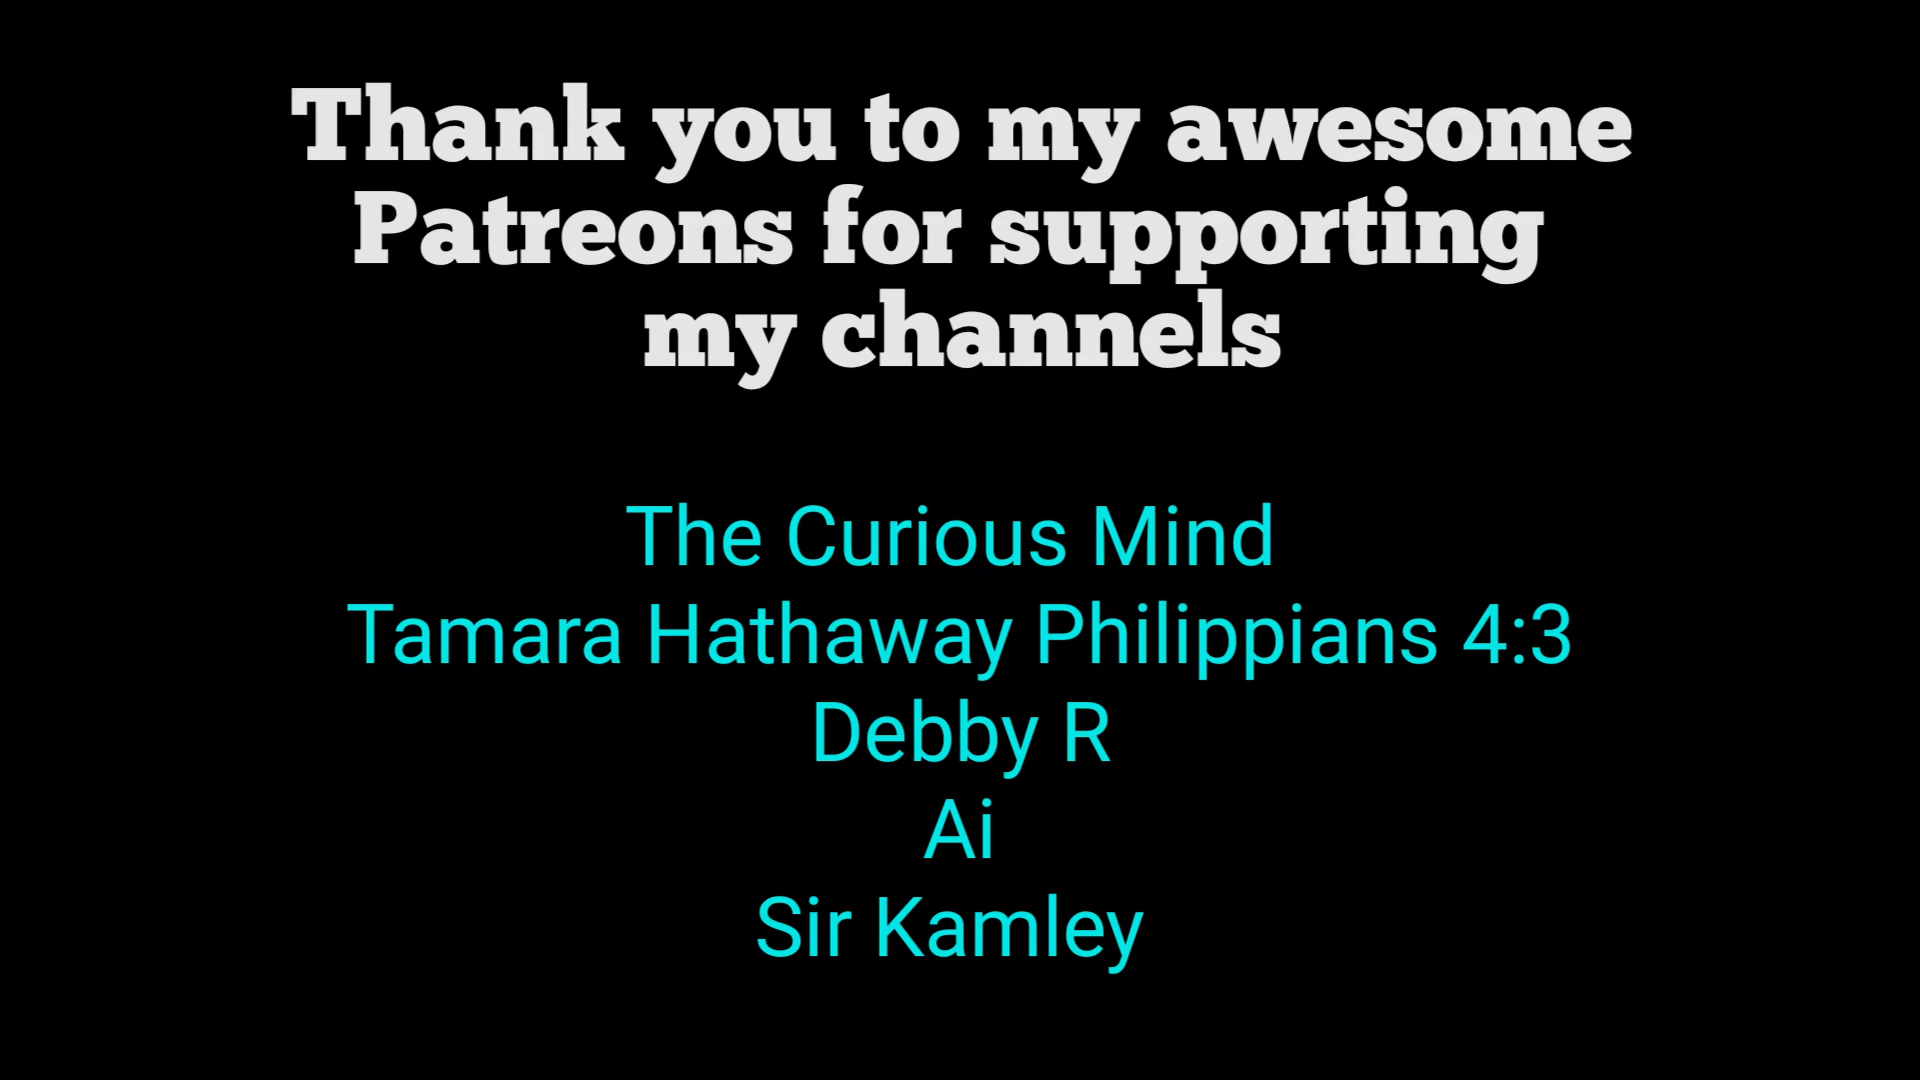 Thank you to my awesome
Patreons for supporting
my channels
The Curious Mind
Tamara Hathaway Philippians 4:3
Debby R
Ai
Sir Kamley